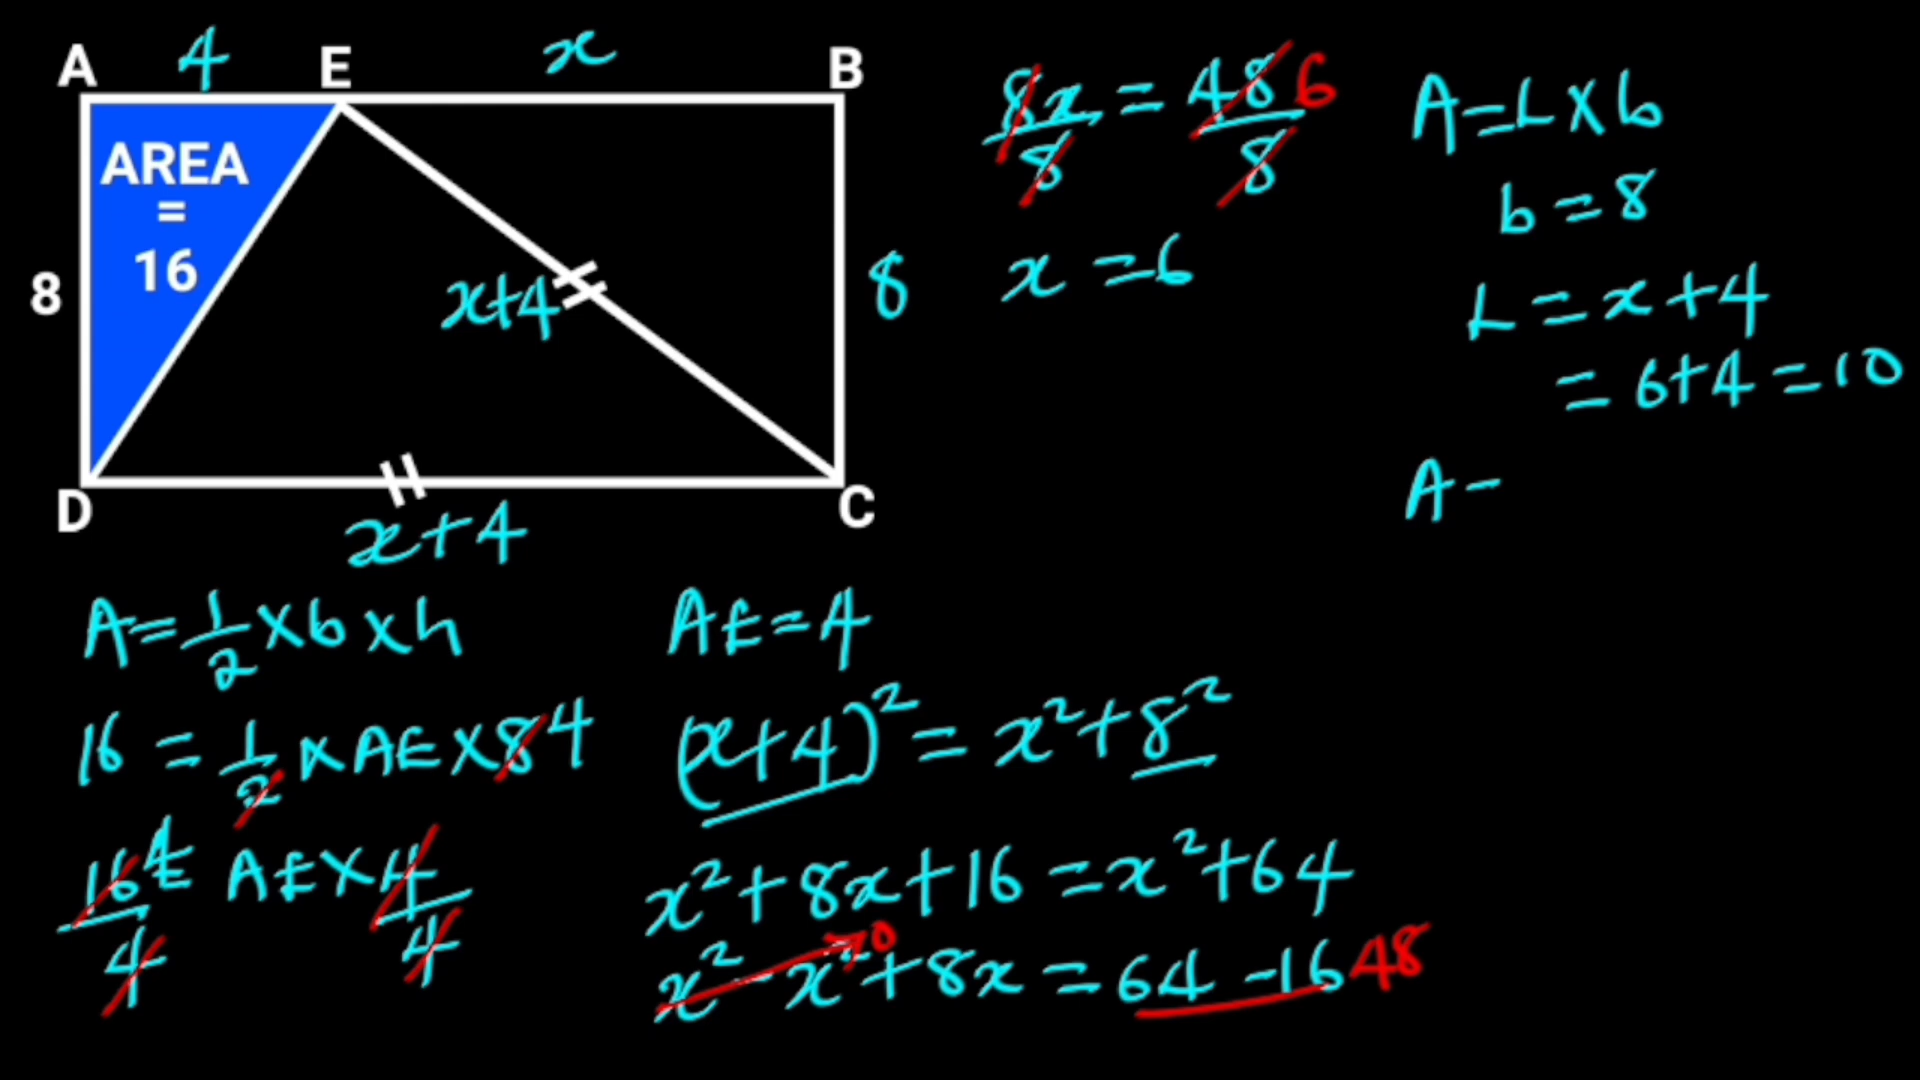 A 4 E x B
AREA
=
16
8
x+4
8
D C
x+4
A=1/2×b×h
16=1/2×AE×8 4
16/4 4= AE×4/4
AE=4
(x+4)²=x²+8²
x²+8x+16=x²+64
x²-x² 0+8x=64-16 48
8x/8=48/8 6
x=6
A=L×b
b=8
L=x+4
=6+4=10
A-